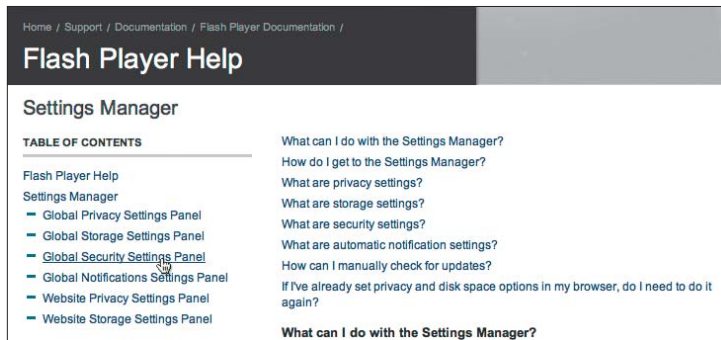 Home / Support / Documentation / Flash Player Documentation /
Flash Player Help
Settings Manager
TABLE OF CONTENTS
Flash Player Help
Settings Manager
– Global Privacy Settings Panel
– Global Storage Settings Panel
– Global Security Settings Panel
– Global Notifications Settings Panel
– Website Privacy Settings Panel
– Website Storage Settings Panel
What can I do with the Settings Manager?
How do I get to the Settings Manager?
What are privacy settings?
What are storage settings?
What are security settings?
What are automatic notification settings?
How can I manually check for updates?
If I've already set privacy and disk space options in my browser, do I need to do it
again?
What can I do with the Settings Manager?